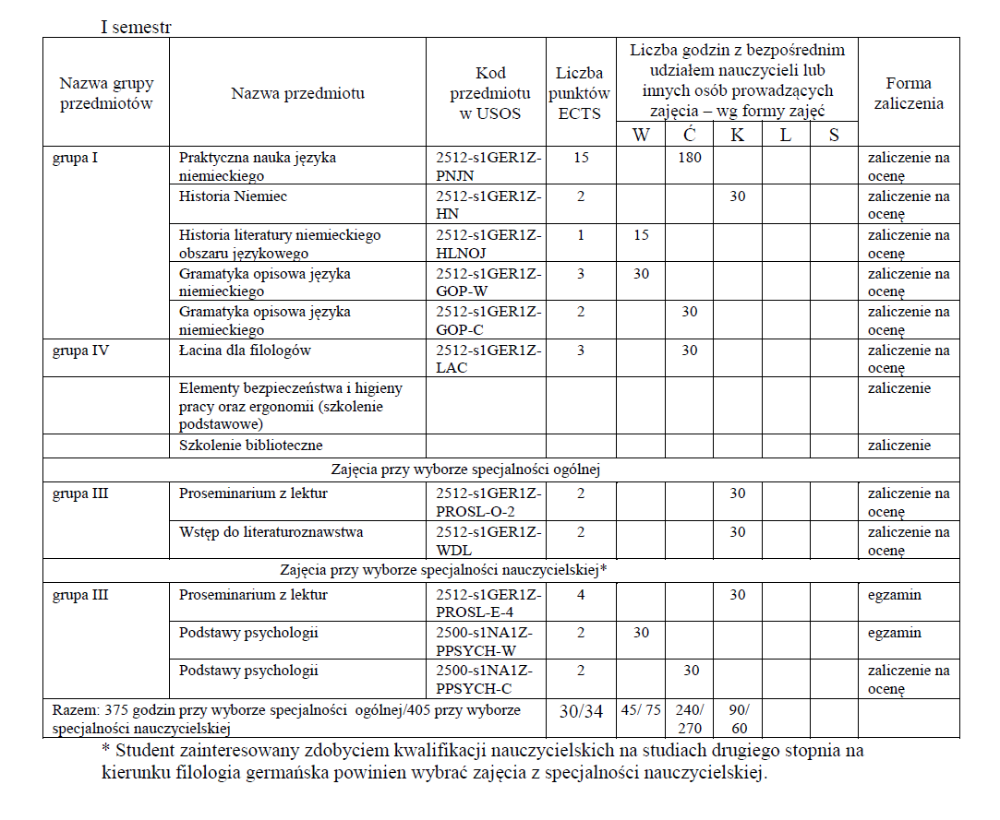 I semestr
Nazwa grupy
przedmiotów
Nazwa przedmiotu
Kod
przedmiotu
w USOS
Liczba
punktów
ECTS
Liczba godzin z bezpośrednim
udziałem nauczycieli lub
innych osób prowadzących
zajęcia – wg formy zajęć
Forma
zaliczenia
W Ć K L S
grupa I Praktyczna nauka języka 2512-s1GER1Z- 15 180 zaliczenie na
niemieckiego PNJN ocenę
Historia Niemiec 2512-s1GER1Z- 2 30 zaliczenie na
HN ocenę
Historia literatury niemieckiego 2512-s1GER1Z- 1 15 zaliczenie na
obszaru językowego HLNOJ ocenę
Gramatyka opisowa języka 2512-s1GER1Z- 3 30 zaliczenie na
niemieckiego GOP-W ocenę
Gramatyka opisowa języka 2512-s1GER1Z- 2 30 zaliczenie na
niemieckiego GOP-C ocenę
grupa IV Łacina dla filologów 2512-s1GER1Z- 3 30 zaliczenie na
LAC ocenę
Elementy bezpieczeństwa i higieny zaliczenie
pracy oraz ergonomii (szkolenie
podstawowe)
Szkolenie biblioteczne zaliczenie
Zajęcia przy wyborze specjalności ogólnej
grupa III Proseminarium z lektur 2512-s1GER1Z- 2 30 zaliczenie na
PROSL-O-2 ocenę
Wstęp do literaturoznawstwa 2512-s1GER1Z- 2 30 zaliczenie na
WDL ocenę
Zajęcia przy wyborze specjalności nauczycielskiej*
grupa III Proseminarium z lektur 2512-s1GER1Z- 4 30 egzamin
PROSL-E-4
Podstawy psychologii 2500-s1NA1Z- 2 30 egzamin
PPSYCH-W
Podstawy psychologii 2500-s1NA1Z- 2 30 zaliczenie na
PPSYCH-C ocenę
Razem: 375 godzin przy wyborze specjalności ogólnej/405 przy wyborze 30/34 45/ 75 240/ 90/
specjalności nauczycielskiej 270 60
* Student zainteresowany zdobyciem kwalifikacji nauczycielskich na studiach drugiego stopnia na
kierunku filologia germańska powinien wybrać zajęcia z specjalności nauczycielskiej.